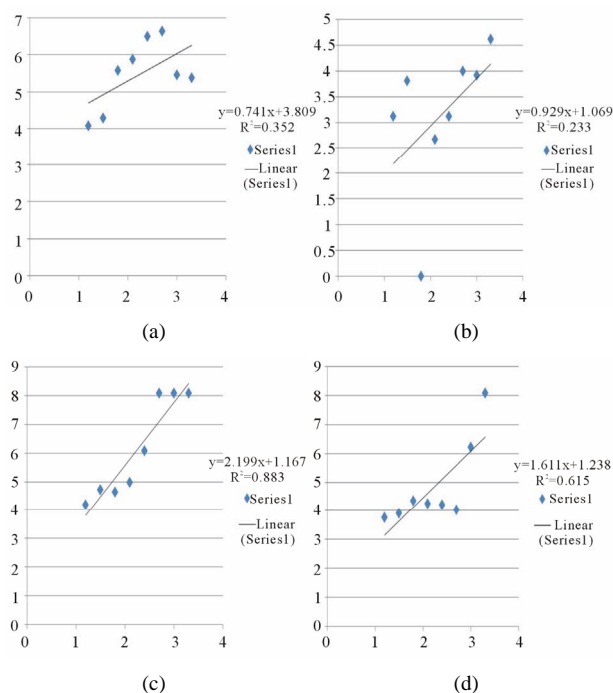 7
6
5
4
3
2
1
0
0 1 2 3 4
y=0.741x+3.809
R²=0.352
Series1
Linear
(Series1)
(a)
5
4.5
4
3.5
3
2.5
2
1.5
1
0.5
0
0 1 2 3 4
y=0.929x+1.069
R²=0.233
Series1
Linear
(Series1)
(b)
9
8
7
6
5
4
3
2
1
0
0 1 2 3 4
y=2.199x+1.167
R²=0.883
Series1
Linear
(Series1)
(c)
9
8
7
6
5
4
3
2
1
0
0 1 2 3 4
y=1.611x+1.238
R²=0.615
Series1
Linear
(Series1)
(d)